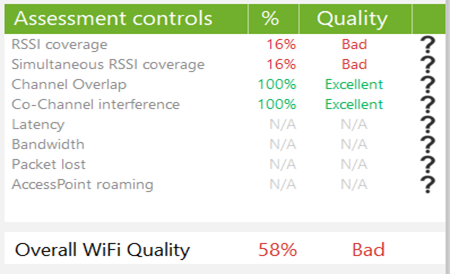 Assessment controls % Quality
RSSI coverage 16% Bad ?
Simultaneous RSSI coverage 16% Bad ?
Channel Overlap 100% Excellent ?
Co-Channel interference 100% Excellent ?
Latency N/A N/A ?
Bandwidth N/A N/A ?
Packet lost N/A N/A ?
AccessPoint roaming N/A N/A ?
Overall WiFi Quality 58% Bad